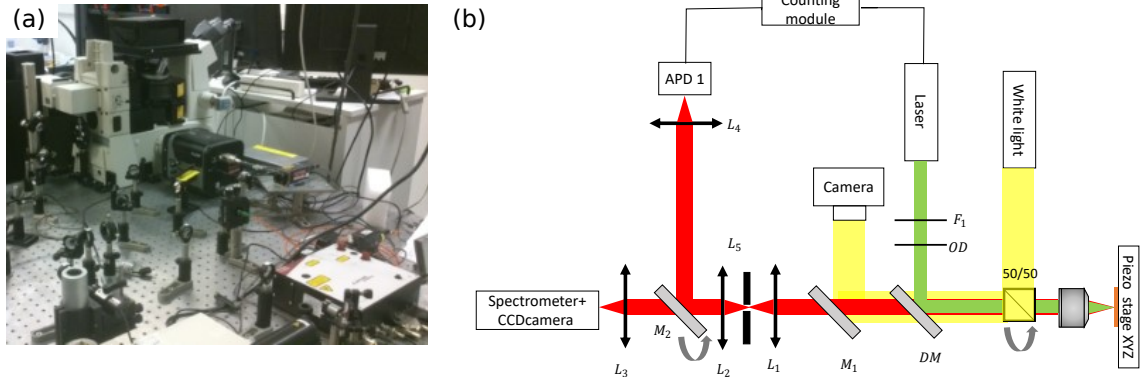 (a)
(b)
Counting
module
APD 1
Laser
White light
L4
Camera
F1
OD
L5
50/50
Piezo stage XYZ
Spectrometer+
CCDcamera
M2
L3
L2
L1
M1
DM